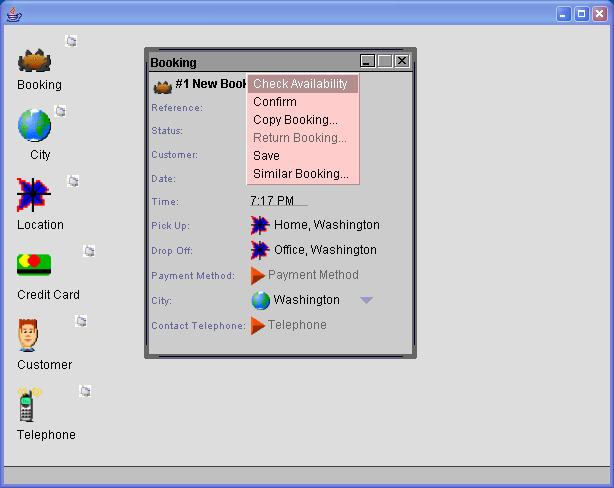 Booking
City
Location
Credit Card
Customer
Telephone
Booking
#1 New Book
Check Availability
Confirm
Copy Booking...
Return Booking...
Save
Similar Booking...
Reference:
Status:
Customer:
Date:
Time: 7:17 PM
Pick Up: Home, Washington
Drop Off: Office, Washington
Payment Method: Payment Method
City: Washington
Contact Telephone: Telephone